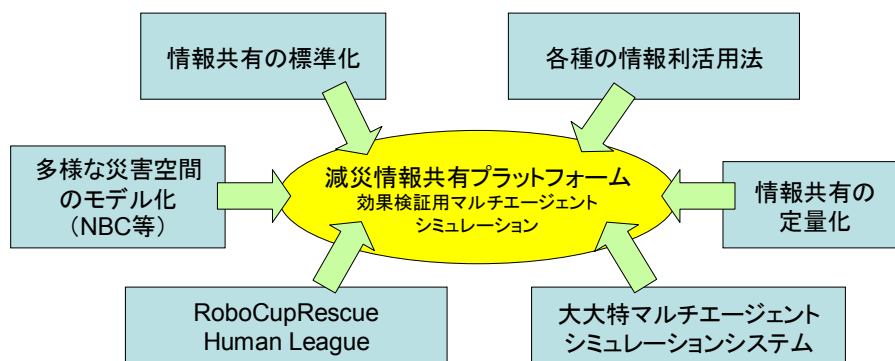 情報共有の標準化
各種の情報利活用法
多様な災害空間
のモデル化
（NBC等）
減災情報共有プラットフォーム
効果検証用マルチエージェント
シミュレーション
情報共有の
定量化
RoboCupRescue
Human League
大大特マルチエージェント
シミュレーションシステム